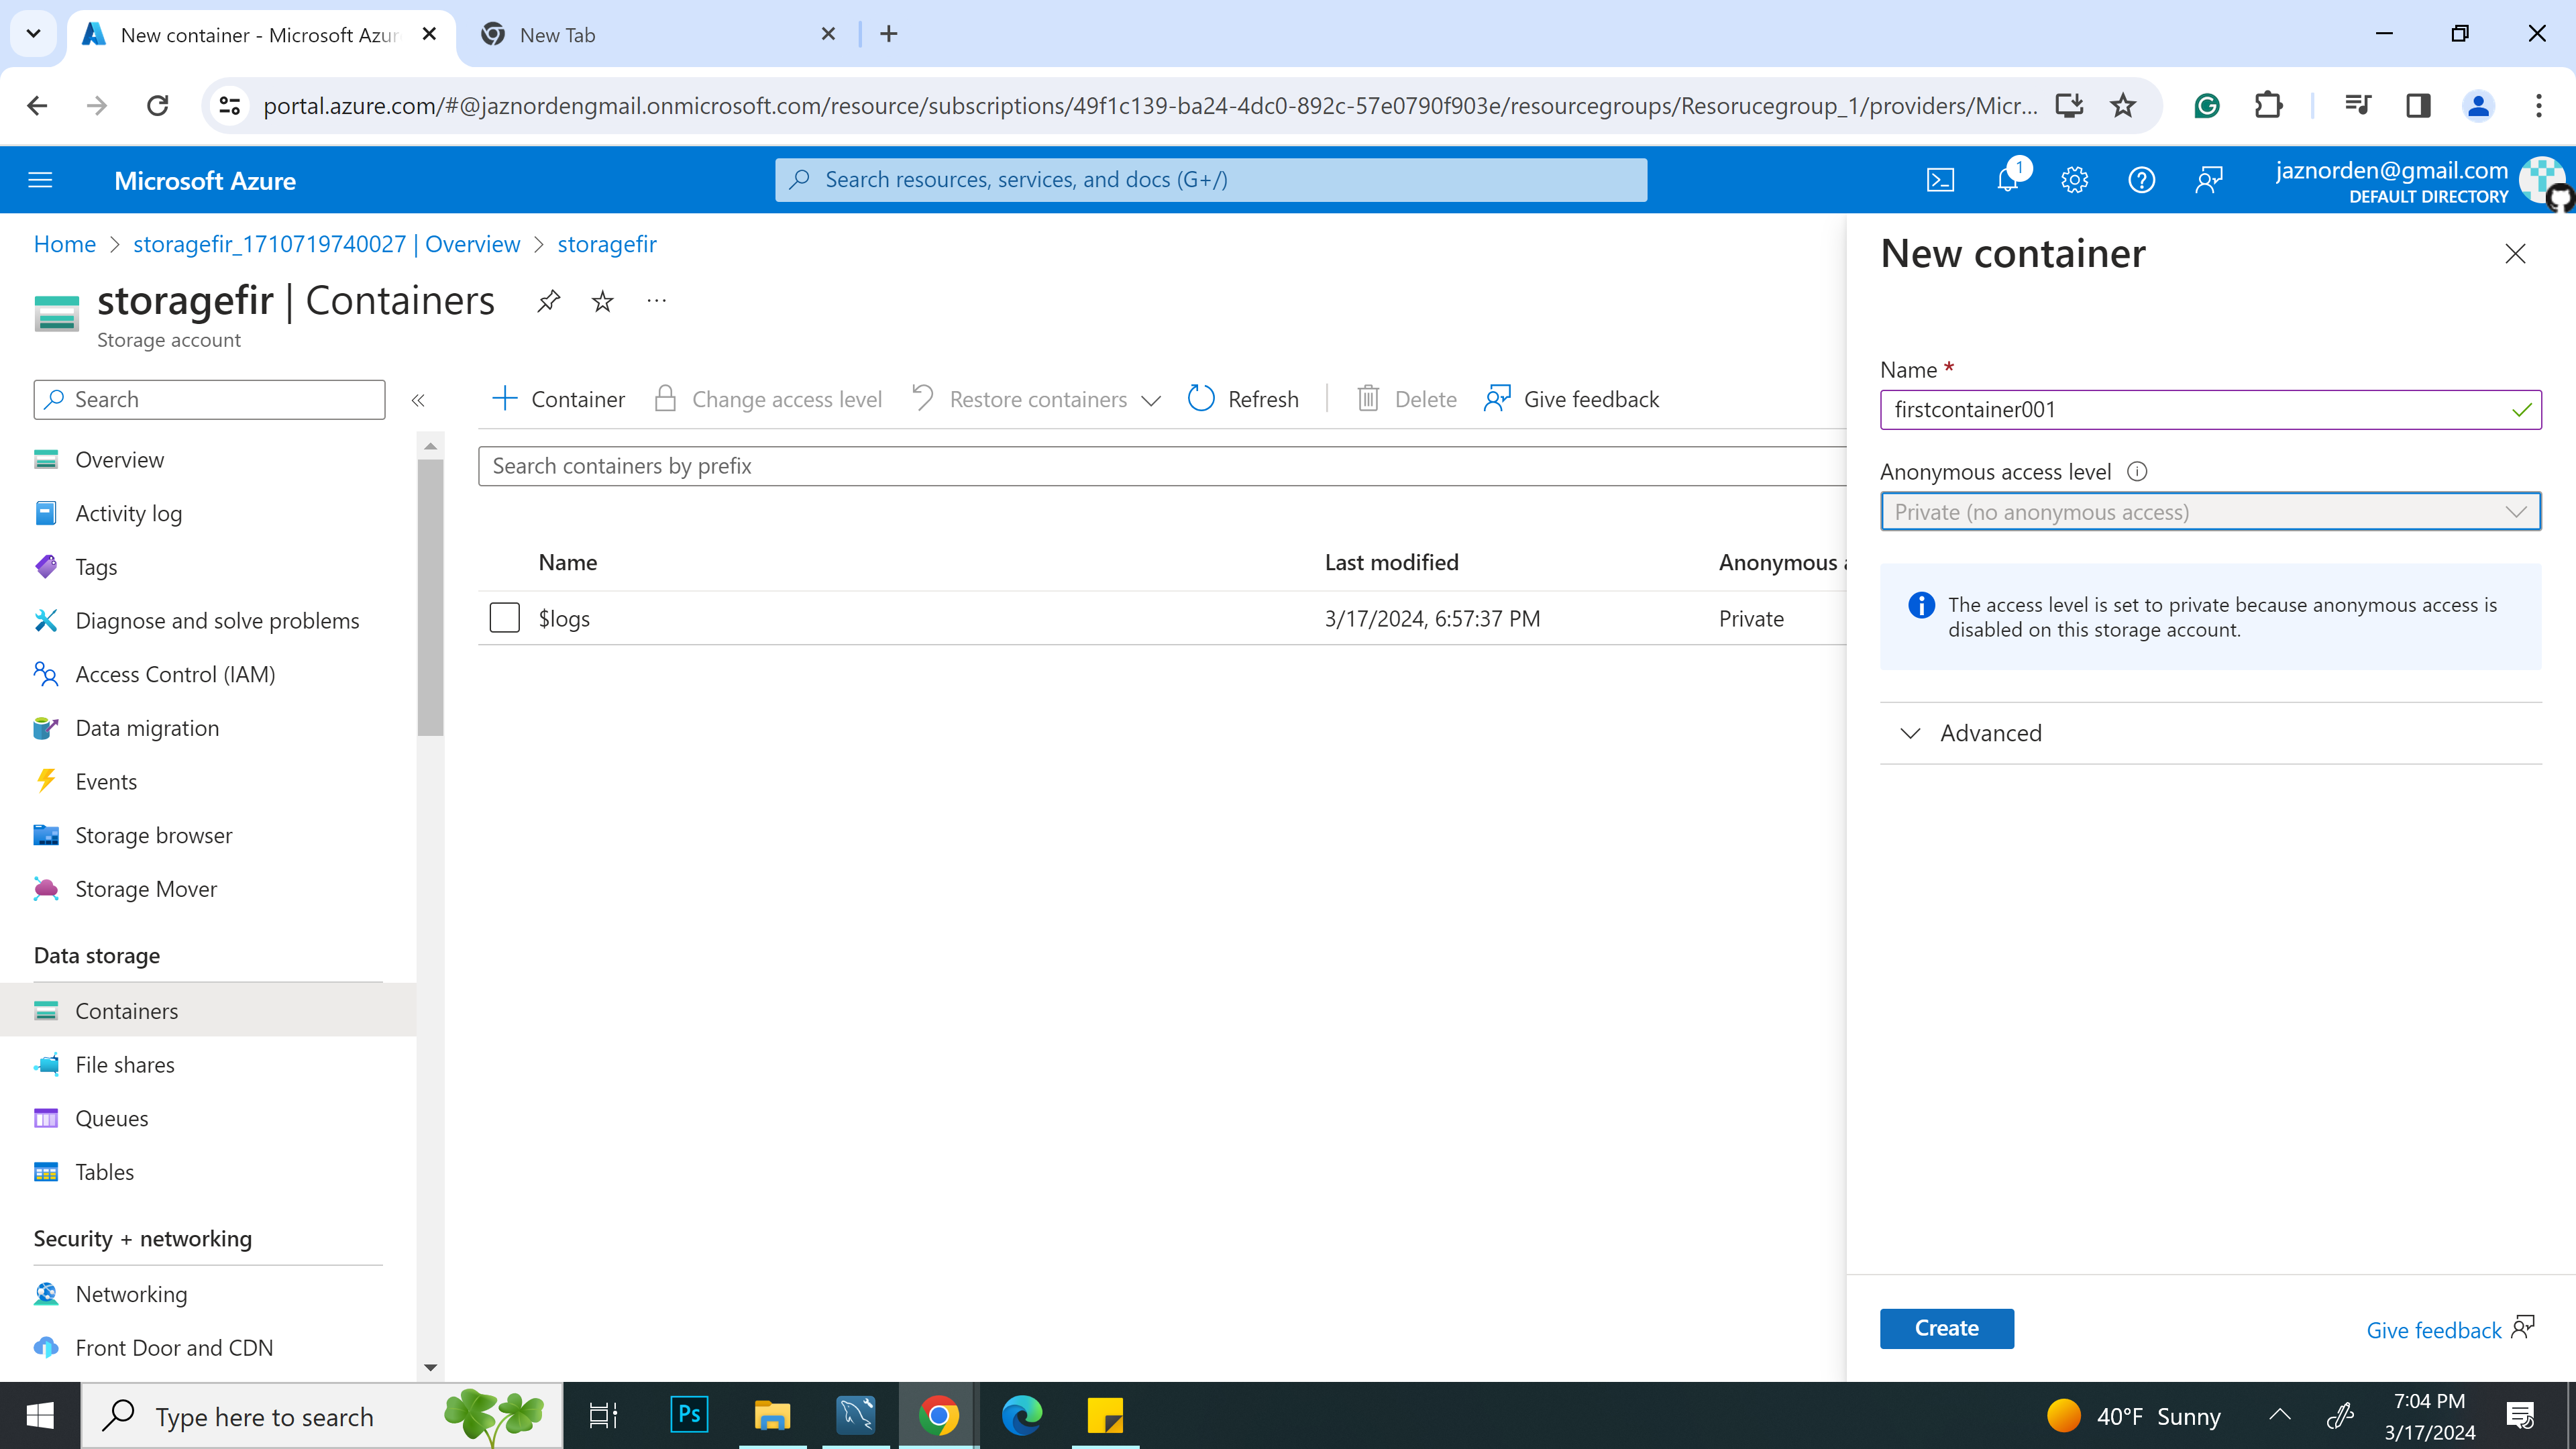 New container - Microsoft Azur
New Tab
portal.azure.com/#@jaznordengmail.onmicrosoft.com/resource/subscriptions/49f1c139-ba24-4dc0-892c-57e0790f903e/resourcegroups/Resorucegroup_1/providers/Micr...
Microsoft Azure
Search resources, services, and docs (G+/)
1
jaznorden@gmail.com
DEFAULT DIRECTORY
Home > storagefir_1710719740027 | Overview > storagefir
storagefir | Containers
...
Storage account
Search
«
Overview
Activity log
Tags
Diagnose and solve problems
Access Control (IAM)
Data migration
Events
Storage browser
Storage Mover
Data storage
Containers
File shares
Queues
Tables
Security + networking
Networking
Front Door and CDN
+ Container
Change access level
Restore containers
Refresh
Delete
Give feedback
Search containers by prefix
Name Last modified Anonymous a
$logs 3/17/2024, 6:57:37 PM Private
New container
Name *
firstcontainer001
Anonymous access level
Private (no anonymous access)
The access level is set to private because anonymous access is
disabled on this storage account.
Advanced
Create
Give feedback
Type here to search
Ps
40°F Sunny
7:04 PM
3/17/2024